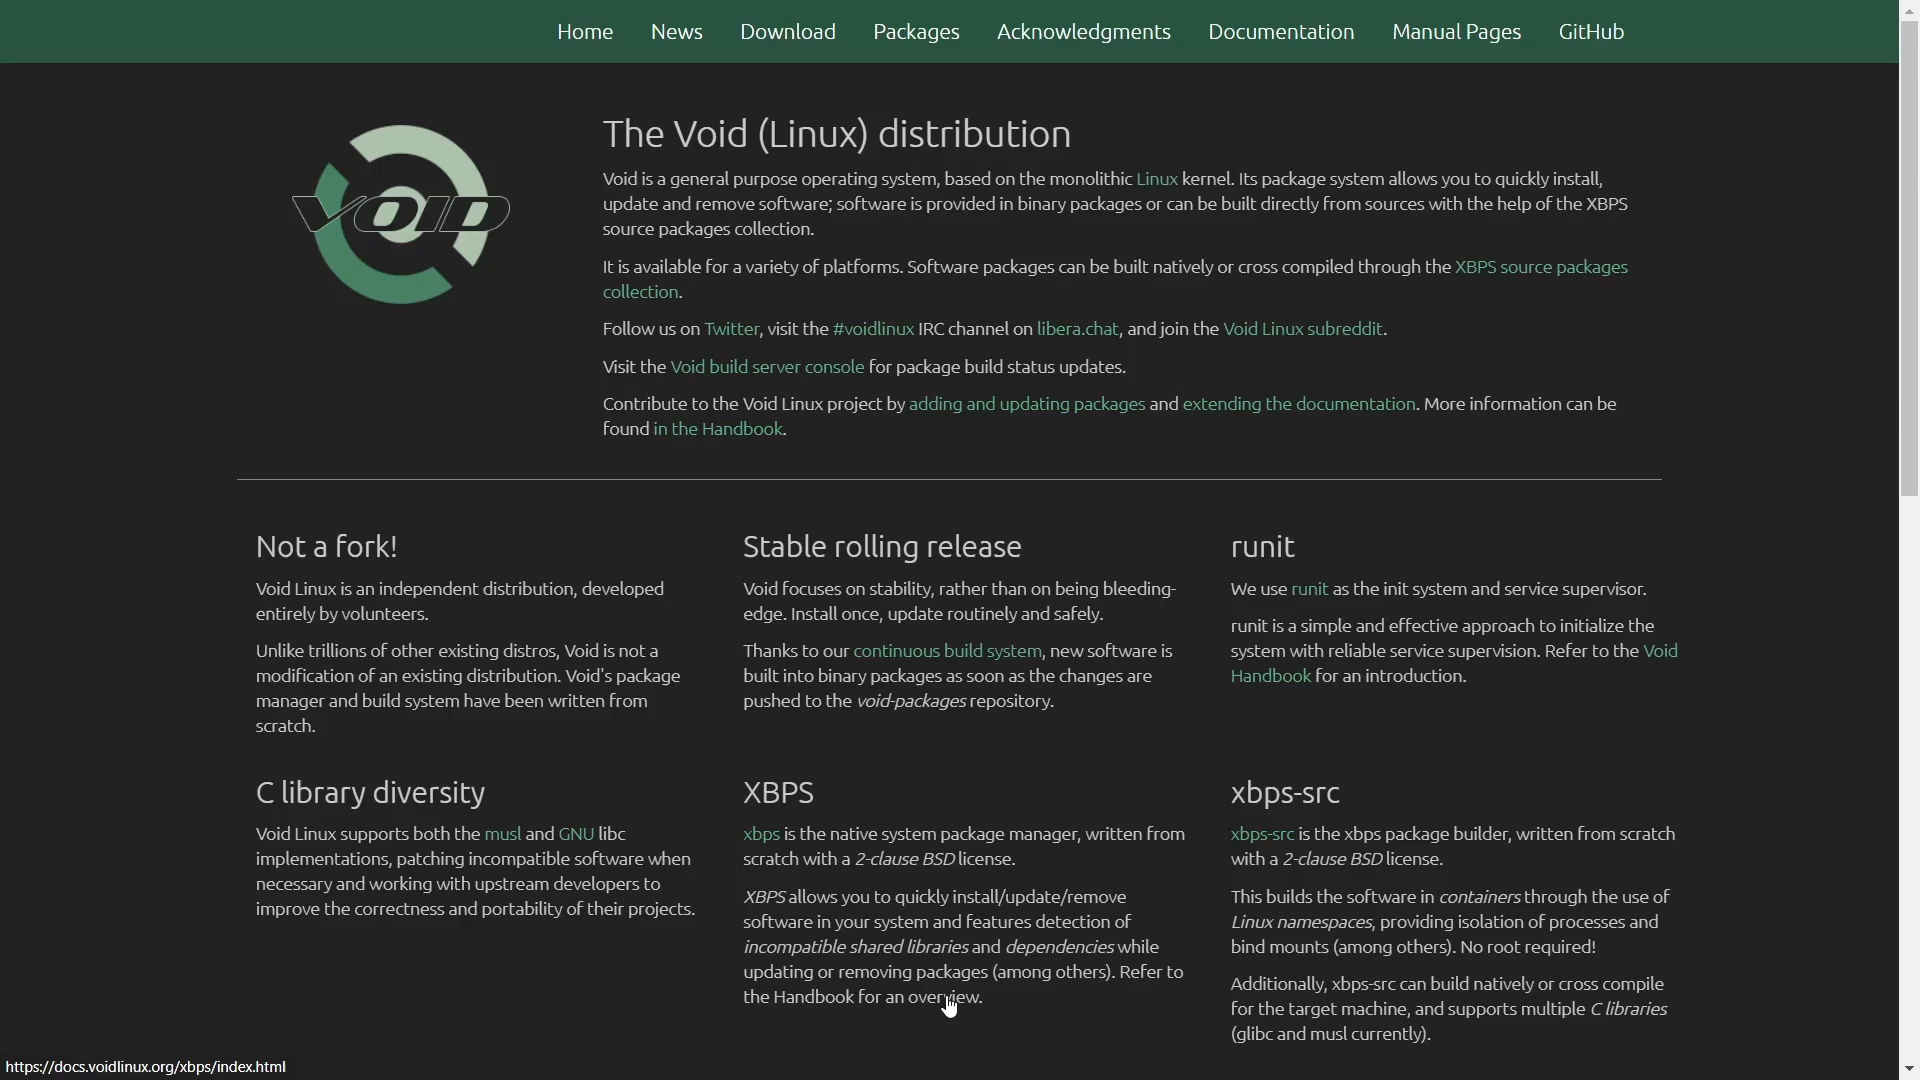 Home News Download Packages Acknowledgments Documentation Manual Pages GitHub
VOID
The Void (Linux) distribution
Void is a general purpose operating system, based on the monolithic Linux kernel. Its package system allows you to quickly install,
update and remove software; software is provided in binary packages or can be built directly from sources with the help of the XBPS
source packages collection.
It is available for a variety of platforms. Software packages can be built natively or cross compiled through the XBPS source packages
collection.
Follow us on Twitter, visit the #voidlinux IRC channel on libera.chat, and join the Void Linux subreddit.
Visit the Void build server console for package build status updates.
Contribute to the Void Linux project by adding and updating packages and extending the documentation. More information can be
found in the Handbook.
Not a fork!
Void Linux is an independent distribution, developed
entirely by volunteers.
Unlike trillions of other existing distros, Void is not a
modification of an existing distribution. Void's package
manager and build system have been written from
scratch.
Stable rolling release
Void focuses on stability, rather than on being bleeding-
edge. Install once, update routinely and safely.
Thanks to our continuous build system, new software is
built into binary packages as soon as the changes are
pushed to the void-packages repository.
runit
We use runit as the init system and service supervisor.
runit is a simple and effective approach to initialize the
system with reliable service supervision. Refer to the Void
Handbook for an introduction.
C library diversity
Void Linux supports both the musl and GNU libc
implementations, patching incompatible software when
necessary and working with upstream developers to
improve the correctness and portability of their projects.
XBPS
xbps is the native system package manager, written from
scratch with a 2-clause BSD license.
XBPS allows you to quickly install/update/remove
software in your system and features detection of
incompatible shared libraries and dependencies while
updating or removing packages (among others). Refer to
the Handbook for an overview.
xbps-src
xbps-src is the xbps package builder, written from scratch
with a 2-clause BSD license.
This builds the software in containers through the use of
Linux namespaces, providing isolation of processes and
bind mounts (among others). No root required!
Additionally, xbps-src can build natively or cross compile
for the target machine, and supports multiple C libraries
(glibc and musl currently).
https://docs.voidlinux.org/xbps/index.html